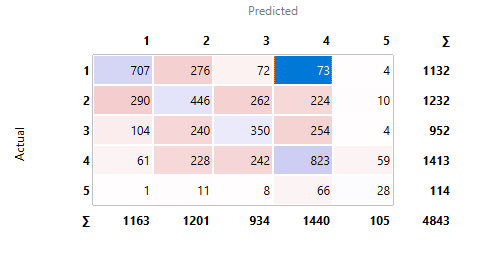 Predicted
1 2 3 4 5 ∑
1 707 276 72 73 4 1132
2 290 446 262 224 10 1232
Actual
3 104 240 350 254 4 952
4 61 228 242 823 59 1413
5 1 11 8 66 28 114
∑ 1163 1201 934 1440 105 4843